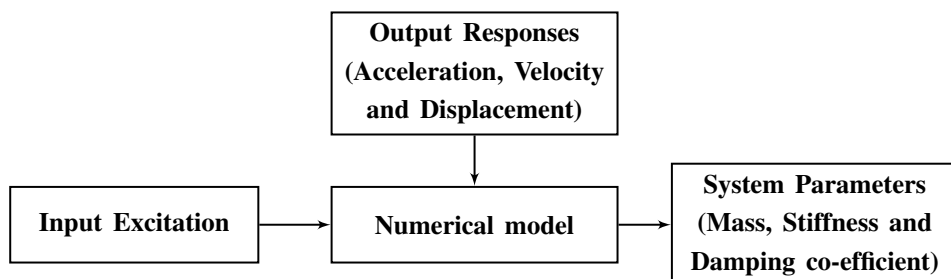 Output Responses
(Acceleration, Velocity
and Displacement)
Input Excitation
Numerical model
System Parameters
(Mass, Stiffness and
Damping co-efficient)